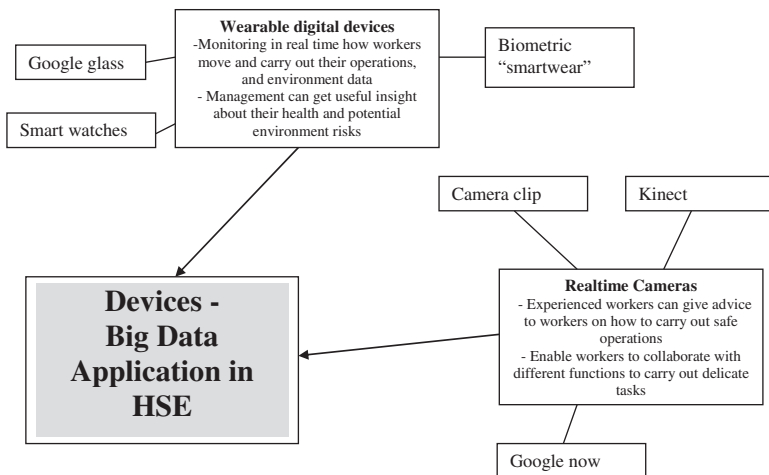 Wearable digital devices
-Monitoring in real time how workers
move and carry out their operations,
and environment data
- Management can get useful insight
about their health and potential
environment risks
Google glass
Smart watches
Biometric
“smartwear”
Camera clip
Kinect
Realtime Cameras
- Experienced workers can give advice
to workers on how to carry out safe
operations
- Enable workers to collaborate with
different functions to carry out delicate
tasks
Devices -
Big Data
Application in
HSE
Google now